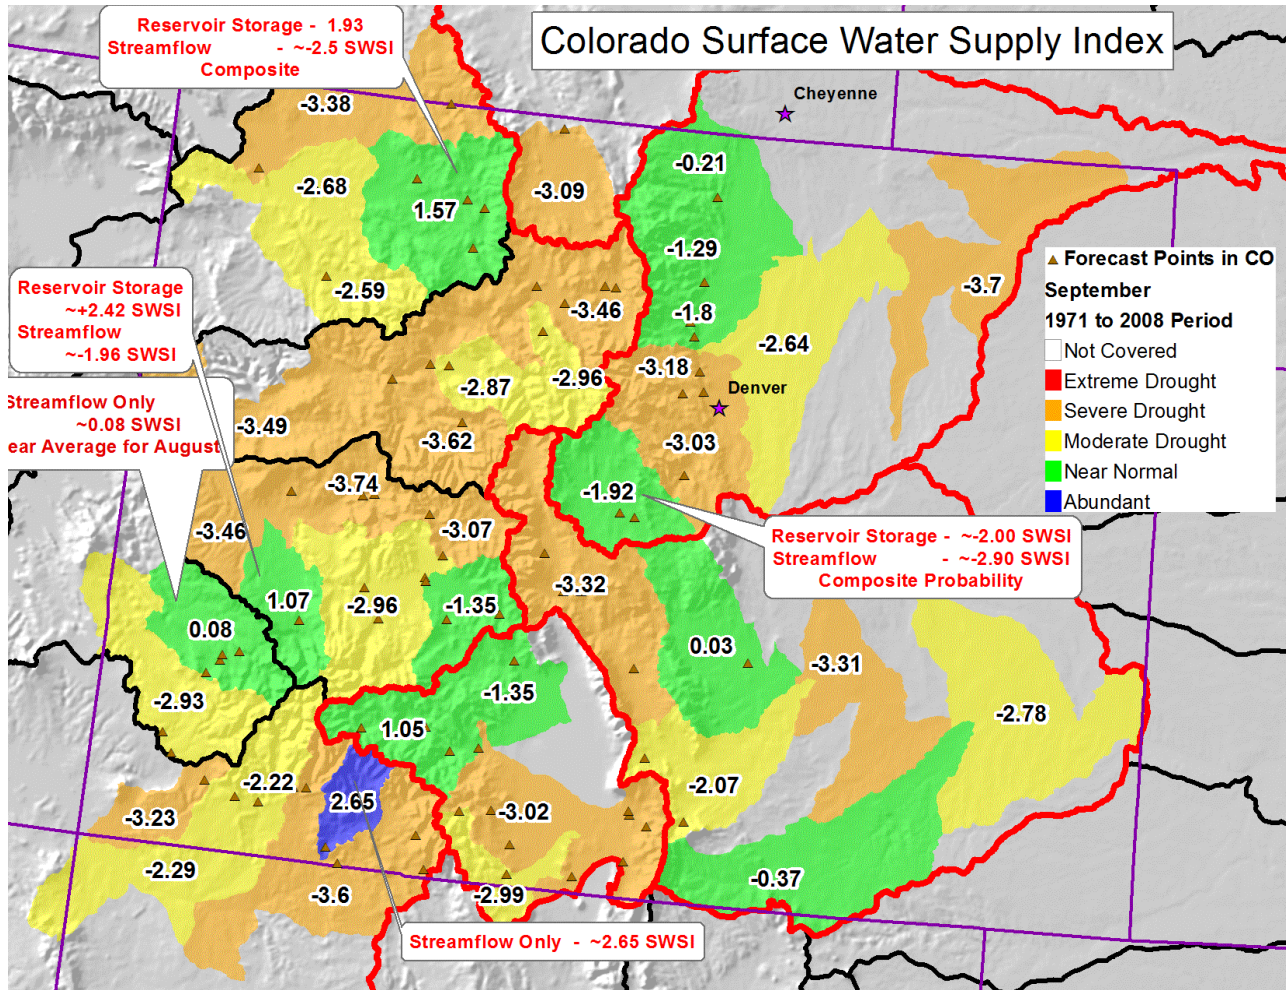 Colorado Surface Water Supply Index
Reservoir Storage - 1.93
Streamflow - ~-2.5 SWSI
Composite
Cheyenne
-3.38
-0.21
-2.68
-3.09
1.57
-1.29
-2.59
-3.46
-1.8
-3.7
-2.64
Reservoir Storage
~+2.42 SWSI
Streamflow
~-1.96 SWSI
Forecast Points in CO
September
1971 to 2008 Period
Not Covered
Extreme Drought
Severe Drought
Moderate Drought
Near Normal
Abundant
-2.87
-2.96
-3.18
Denver
Streamflow Only
~0.08 SWSI
ear Average for August
-3.49
-3.62
-3.03
-3.74
-1.92
-3.46
-3.07
Reservoir Storage - ~-2.00 SWSI
Streamflow - ~-2.90 SWSI
Composite Probability
-3.32
1.07
-2.96
-1.35
0.08
0.03
-3.31
-2.93
-1.35
-2.78
1.05
-2.22
2.65
-2.07
-3.23
-3.02
-2.29
-3.6
-2.99
-0.37
Streamflow Only - ~2.65 SWSI